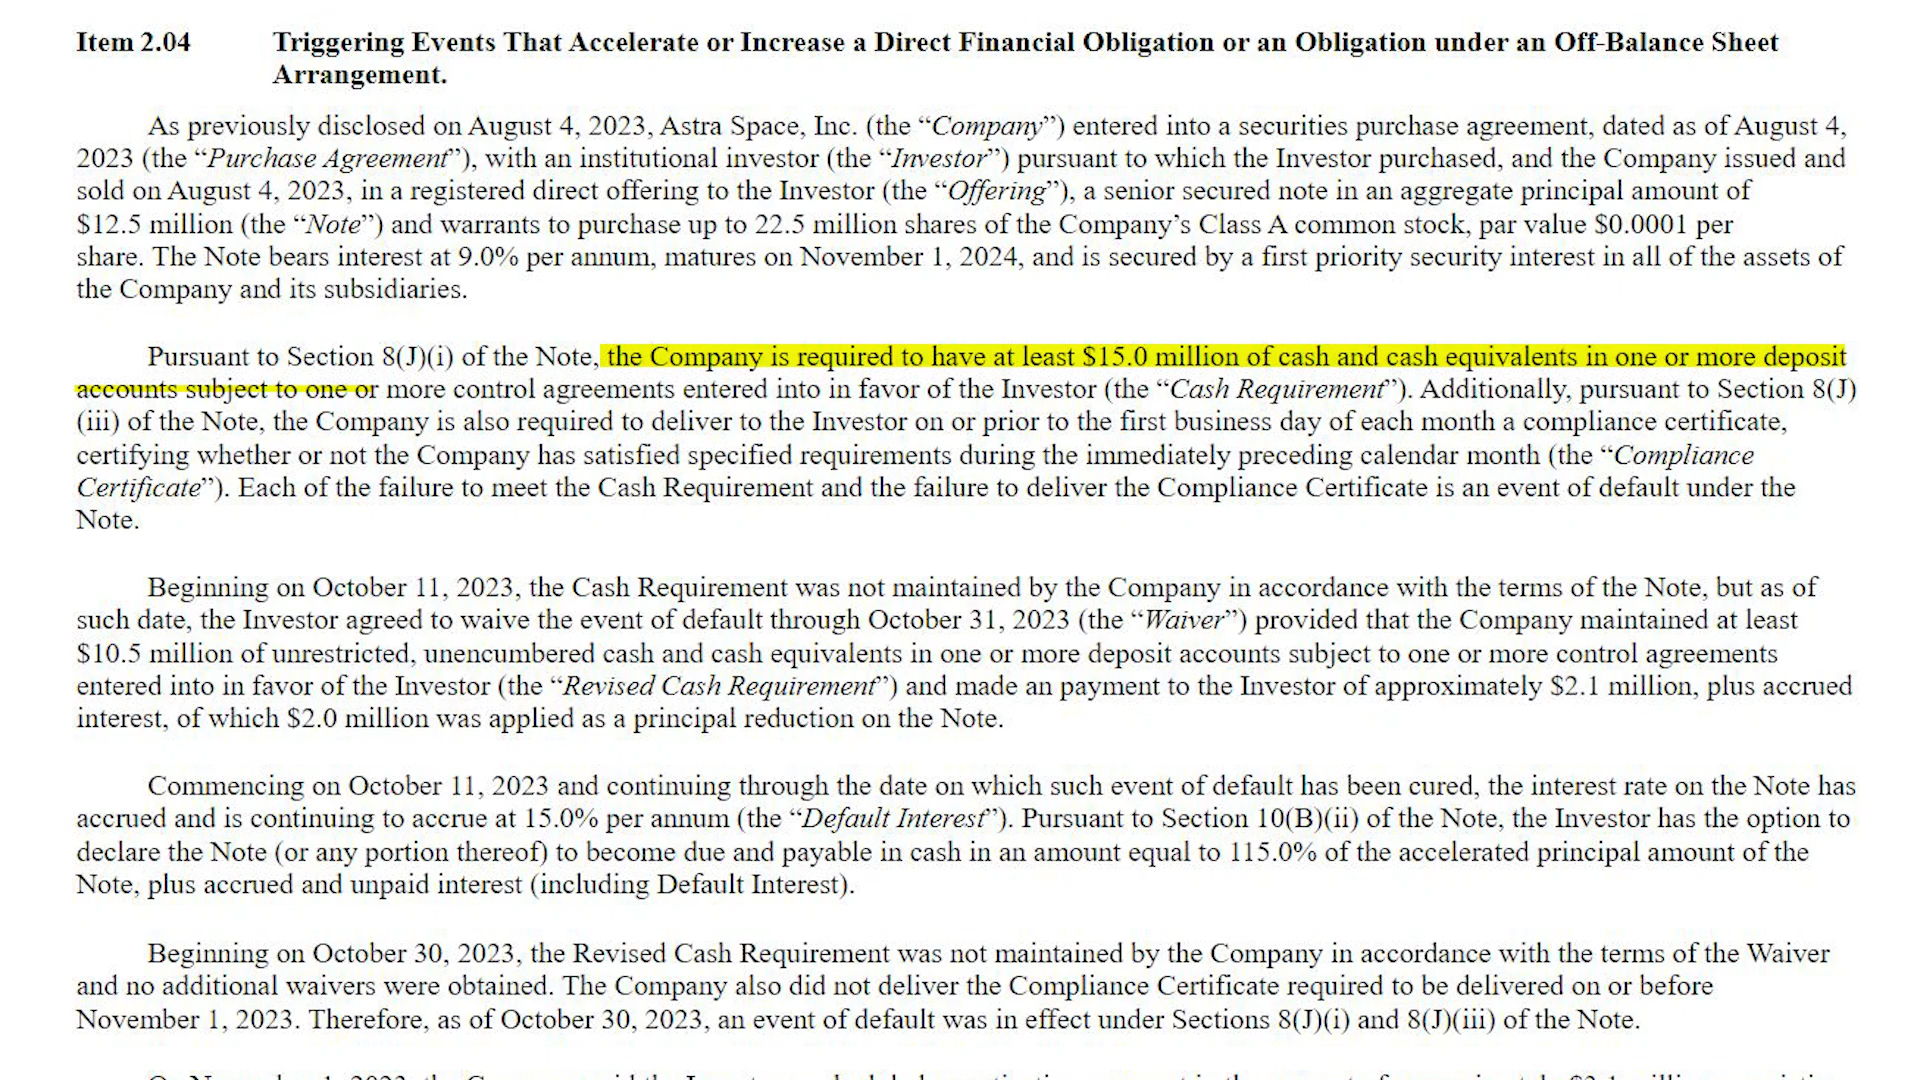 Item 2.04 Triggering Events That Accelerate or Increase a Direct Financial Obligation or an Obligation under an Off-Balance Sheet
Arrangement.
As previously disclosed on August 4, 2023, Astra Space, Inc. (the “Company”) entered into a securities purchase agreement, dated as of August 4,
2023 (the “Purchase Agreement”), with an institutional investor (the “Investor”) pursuant to which the Investor purchased, and the Company issued and
sold on August 4, 2023, in a registered direct offering to the Investor (the “Offering”), a senior secured note in an aggregate principal amount of
$12.5 million (the “Note”) and warrants to purchase up to 22.5 million shares of the Company’s Class A common stock, par value $0.0001 per
share. The Note bears interest at 9.0% per annum, matures on November 1, 2024, and is secured by a first priority security interest in all of the assets of
the Company and its subsidiaries.
Pursuant to Section 8(J)(i) of the Note, the Company is required to have at least $15.0 million of cash and cash equivalents in one or more deposit
accounts subject to one or more control agreements entered into in favor of the Investor (the “Cash Requirement”). Additionally, pursuant to Section 8(J)
(iii) of the Note, the Company is also required to deliver to the Investor on or prior to the first business day of each month a compliance certificate,
certifying whether or not the Company has satisfied specified requirements during the immediately preceding calendar month (the “Compliance
Certificate”). Each of the failure to meet the Cash Requirement and the failure to deliver the Compliance Certificate is an event of default under the
Note.
Beginning on October 11, 2023, the Cash Requirement was not maintained by the Company in accordance with the terms of the Note, but as of
such date, the Investor agreed to waive the event of default through October 31, 2023 (the “Waiver”) provided that the Company maintained at least
$10.5 million of unrestricted, unencumbered cash and cash equivalents in one or more deposit accounts subject to one or more control agreements
entered into in favor of the Investor (the “Revised Cash Requirement”) and made an payment to the Investor of approximately $2.1 million, plus accrued
interest, of which $2.0 million was applied as a principal reduction on the Note.
Commencing on October 11, 2023 and continuing through the date on which such event of default has been cured, the interest rate on the Note has
accrued and is continuing to accrue at 15.0% per annum (the “Default Interest”). Pursuant to Section 10(B)(ii) of the Note, the Investor has the option to
declare the Note (or any portion thereof) to become due and payable in cash in an amount equal to 115.0% of the accelerated principal amount of the
Note, plus accrued and unpaid interest (including Default Interest).
Beginning on October 30, 2023, the Revised Cash Requirement was not maintained by the Company in accordance with the terms of the Waiver
and no additional waivers were obtained. The Company also did not deliver the Compliance Certificate required to be delivered on or before
November 1, 2023. Therefore, as of October 30, 2023, an event of default was in effect under Sections 8(J)(i) and 8(J)(iii) of the Note.